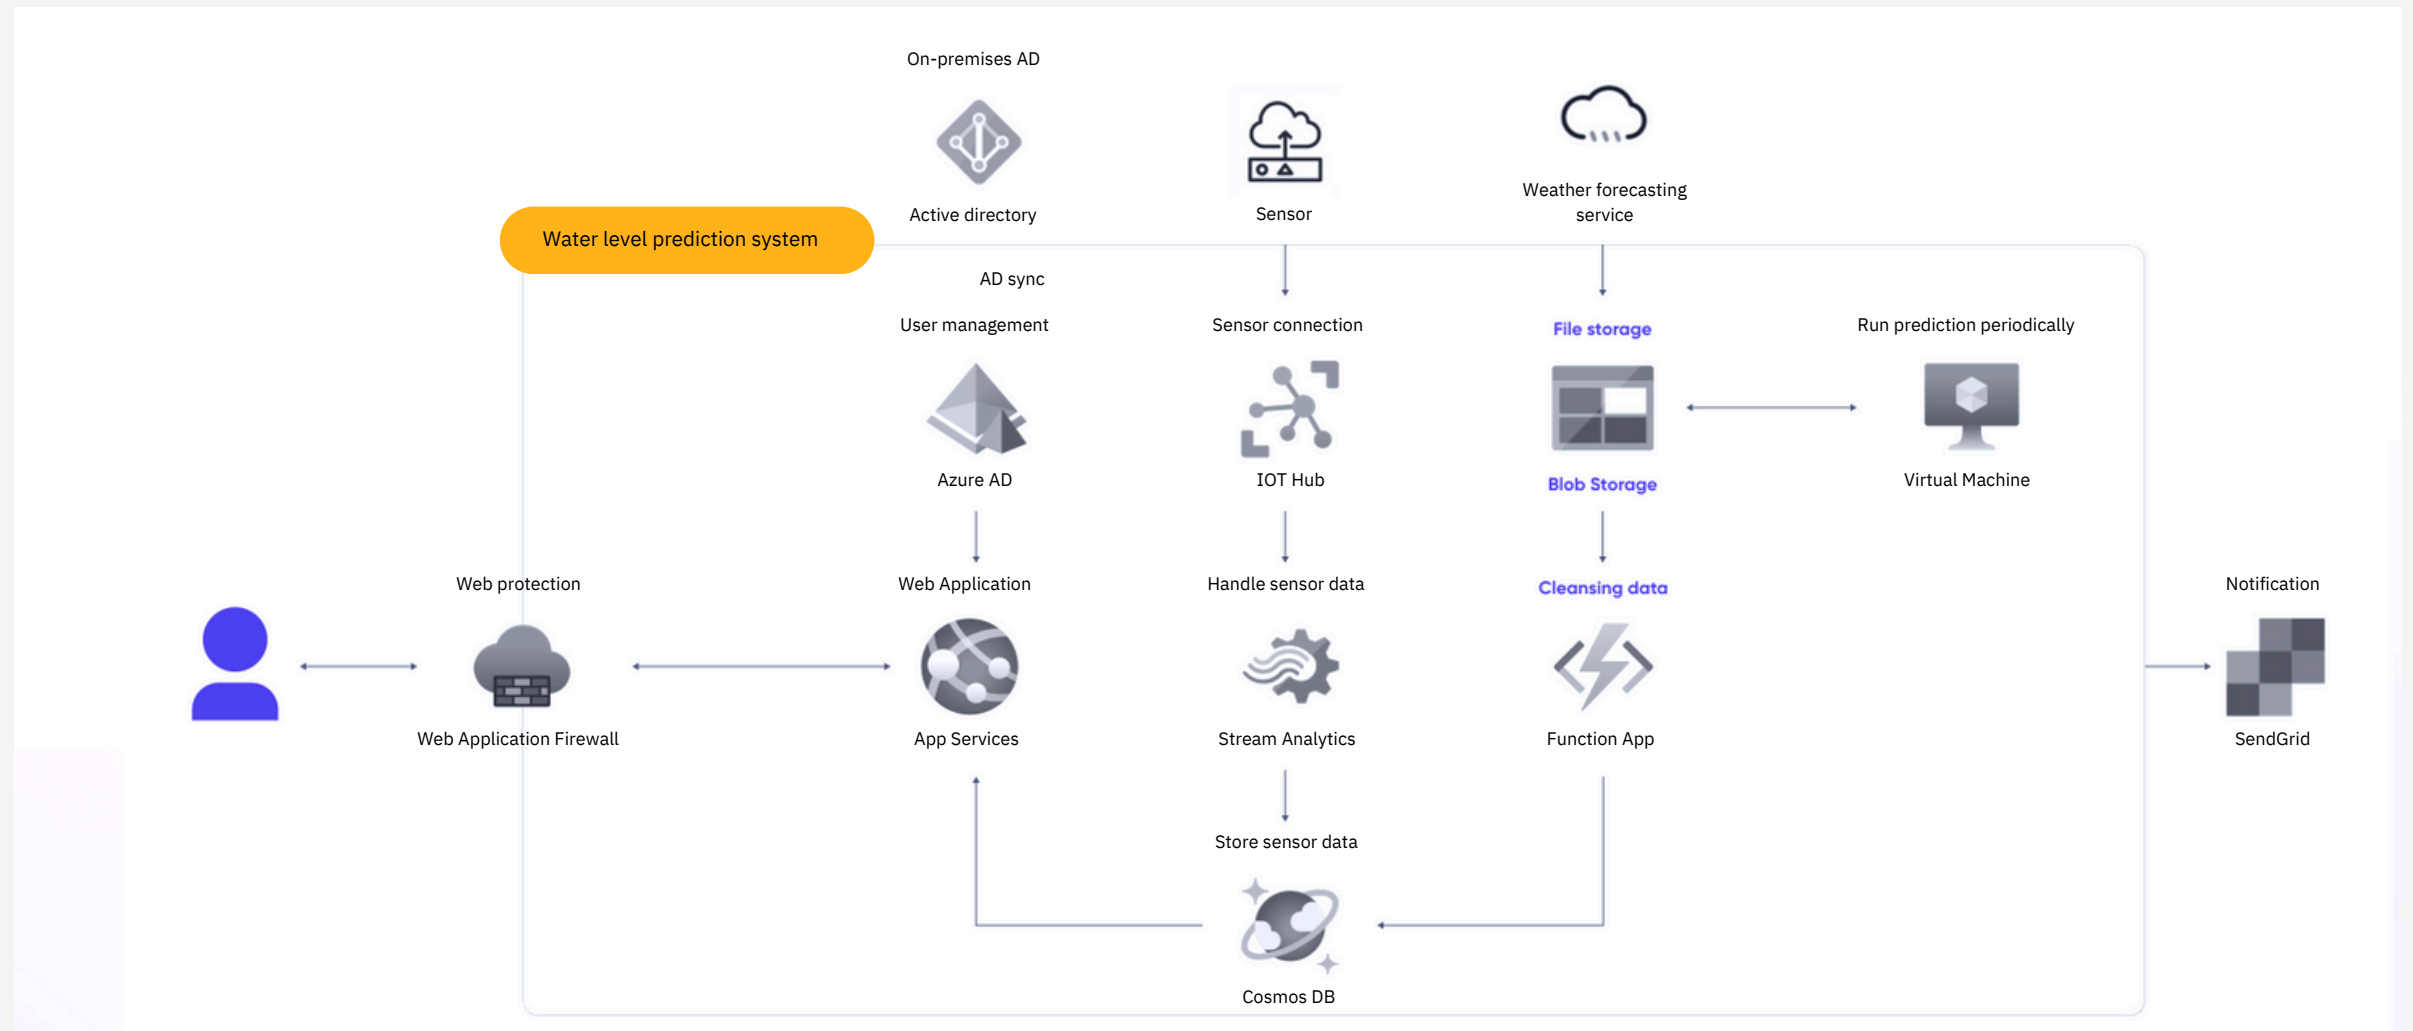 On-premises AD
Active directory
Sensor
Weather forecasting
service
Water level prediction system
AD sync
User management
Sensor connection
File storage
Run prediction periodically
Azure AD
IOT Hub
Blob Storage
Virtual Machine
Web protection
Web Application
Handle sensor data
Cleansing data
Notification
Web Application Firewall
App Services
Stream Analytics
Function App
SendGrid
Store sensor data
Cosmos DB